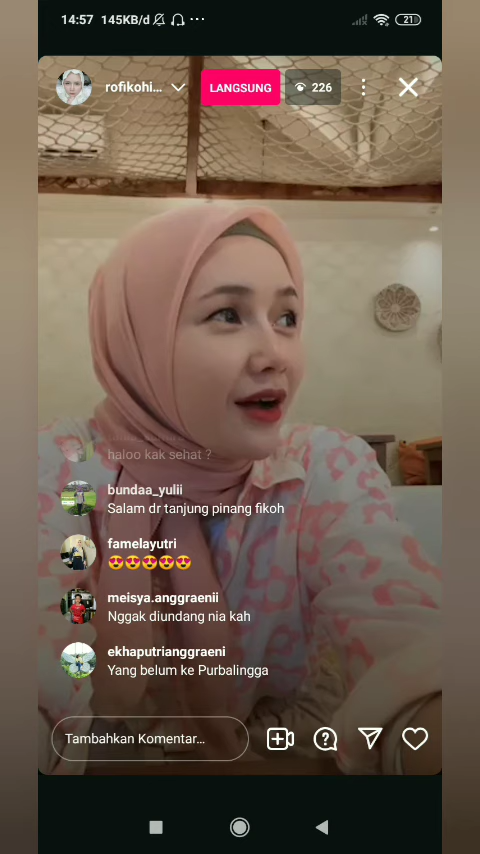 14:57 145KB/d ... 21
rofikohi... LANGSUNG 226
haloo kak sehat ?
bundaa_yulii
Salam dr tanjung pinang fikoh
famelayutri
😍😍😍😍😍
meisya.anggraenii
Nggak diundang nia kah
ekhaputrianggraeni
Yang belum ke Purbalingga
Tambahkan Komentar...